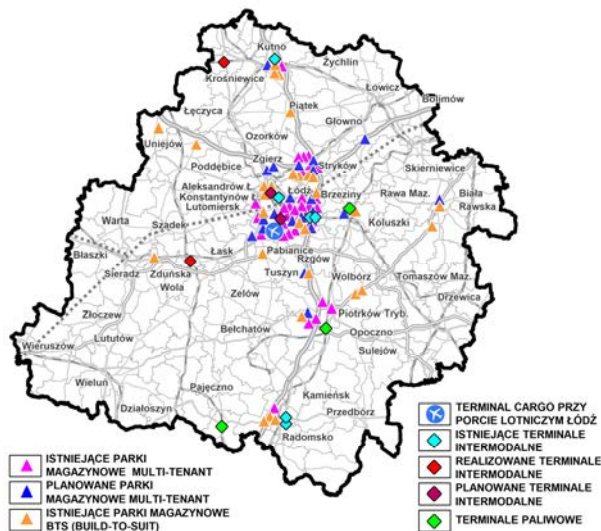 Kutno
Żychlin
Krośniewice
Łowicz
Bolimów
Piątek
Łęczyca
Głowno
Ozorków
Uniejów
Zgierz
Stryków
Skierniewice
Poddębice
Aleksandrów Ł.
Łódź
Brzeziny
Rawa Maz.
Biała
Rawska
Konstantynów Ł.
Lutomiersk
Warta
Szadek
Koluszki
Błaszki
Łask
Pabianice
Rzgów
Sieradz
Zduńska
Wola
Tuszyn
Wolbórz
Tomaszów Maz.
Drzewica
Zelów
Złoczew
Piotrków Tryb.
Bełchatów
Opoczno
Lututów
Wieruszów
Sulejów
Wieluń
Pajęczno
Kamieńsk
Działoszyn
Przedbórz
Radomsko
ISTNIEJĄCE PARKI
MAGAZYNOWE MULTI-TENANT
PLANOWANE PARKI
MAGAZYNOWE MULTI-TENANT
ISTNIEJĄCE PARKI MAGAZYNOWE
BTS (BUILD-TO-SUIT)
TERMINAL CARGO PRZY
PORCIE LOTNICZYM ŁÓDŹ
ISTNIEJĄCE TERMINALE
INTERMODALNE
REALIZOWANE TERMINALE
INTERMODALNE
PLANOWANE TERMINALE
INTERMODALNE
TERMINALE PALIWOWE